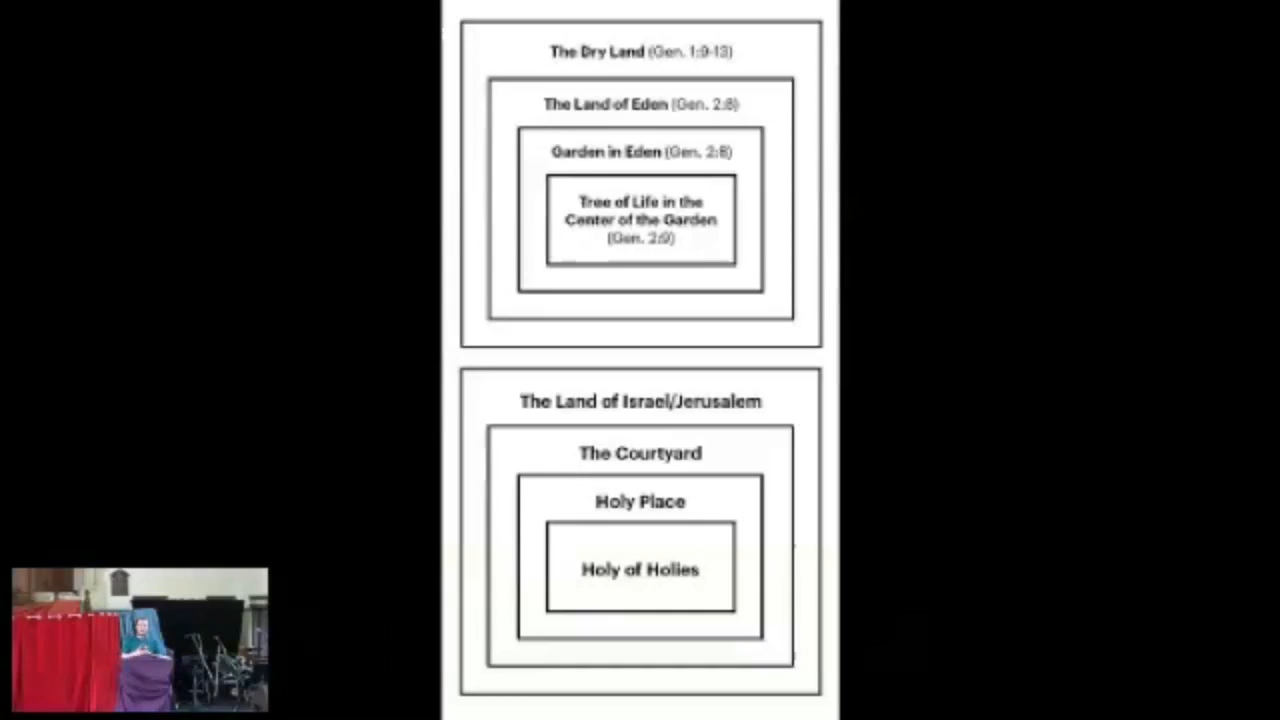 The Dry Land (Gen. 1:9-13)
The Land of Eden (Gen. 2:8)
Garden in Eden (Gen. 2:8)
Tree of Life in the
Center of the Garden
(Gen. 2:9)
The Land of Israel/Jerusalem
The Courtyard
Holy Place
Holy of Holies